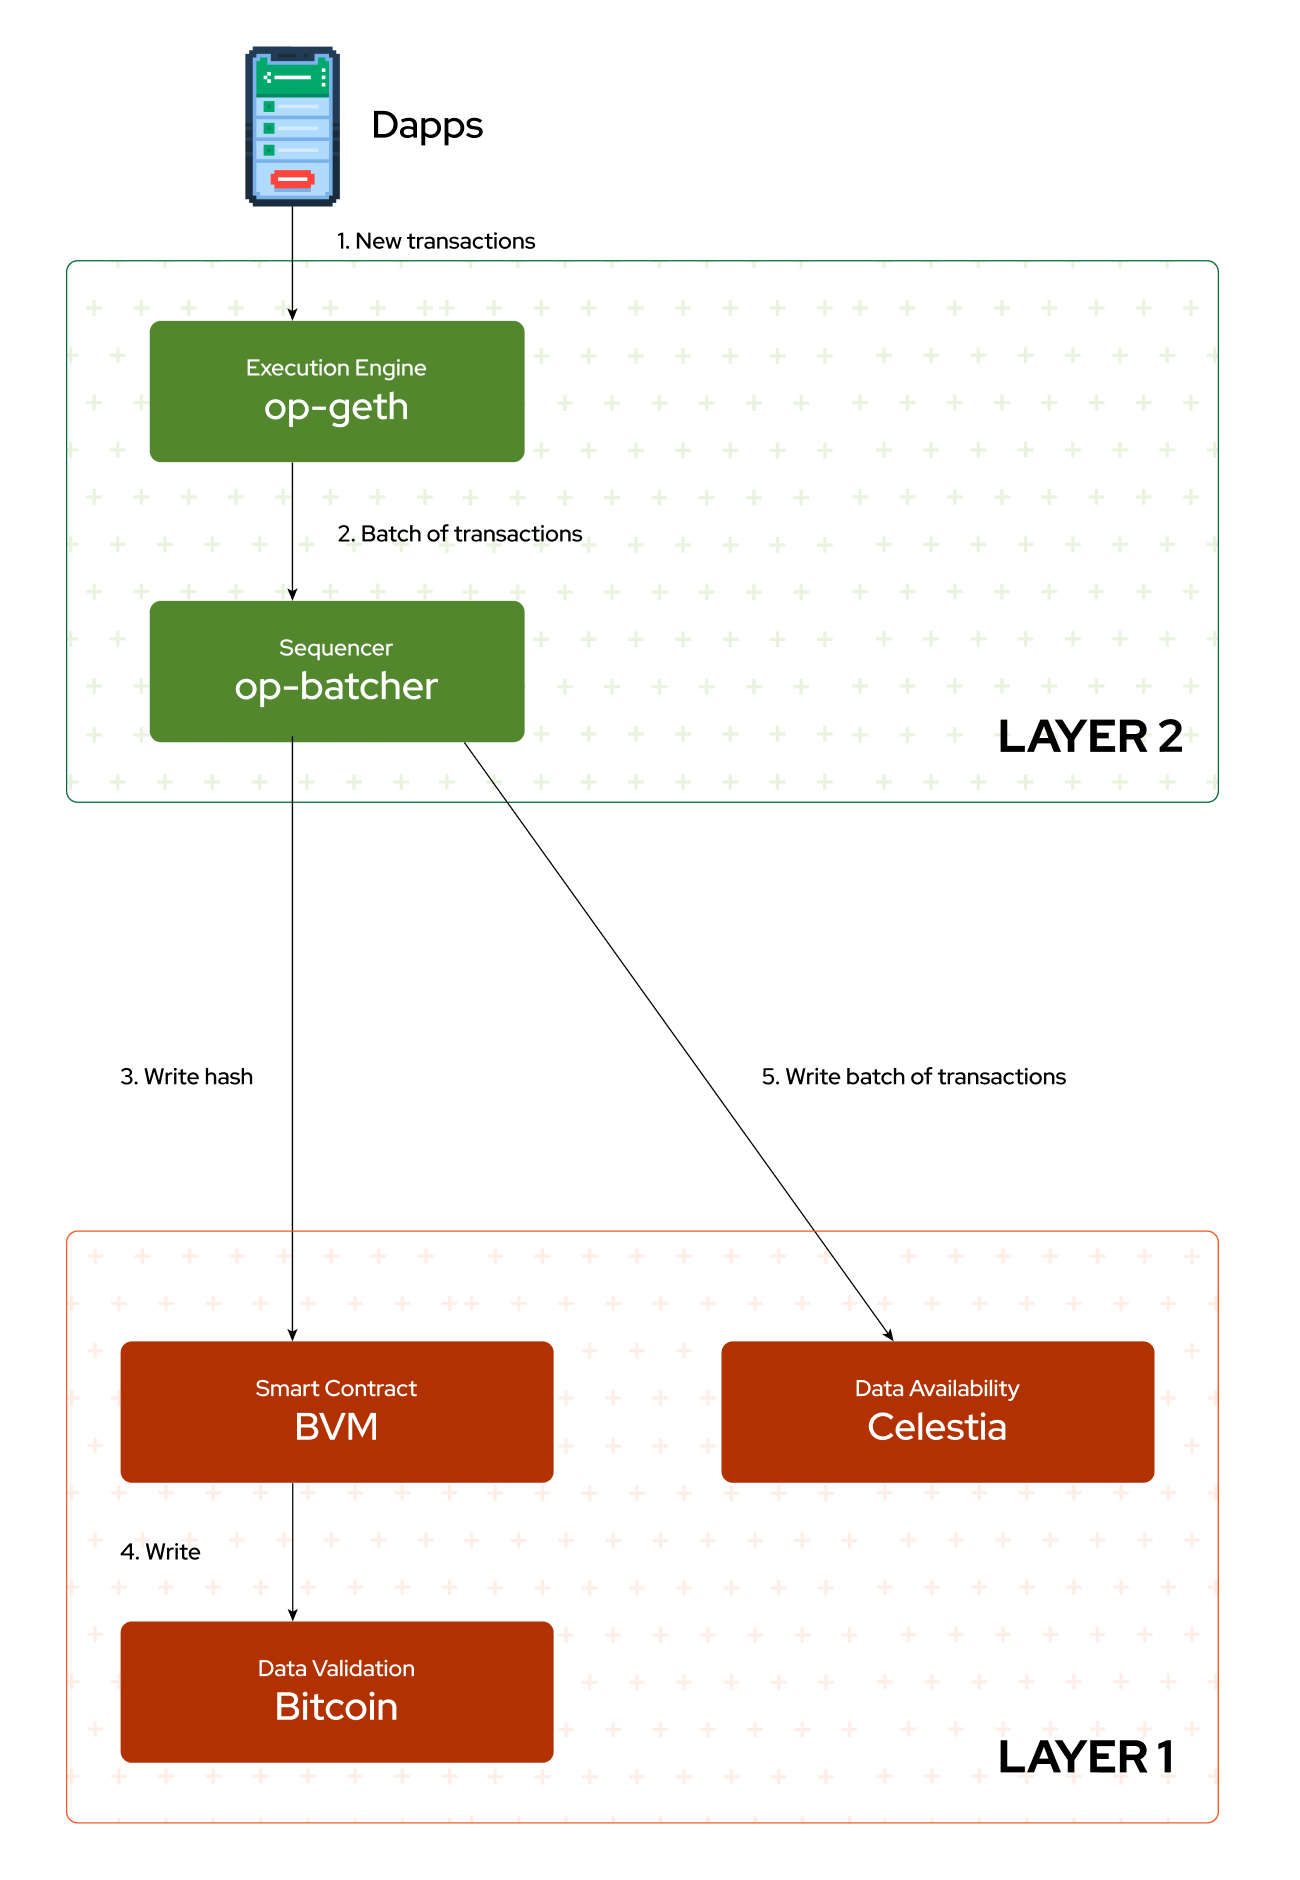 Dapps
1. New transactions
Execution Engine
op-geth
2. Batch of transactions
Sequencer
op-batcher
LAYER 2
3. Write hash
5. Write batch of transactions
Smart Contract
BVM
Data Availability
Celestia
4. Write
Data Validation
Bitcoin
LAYER 1